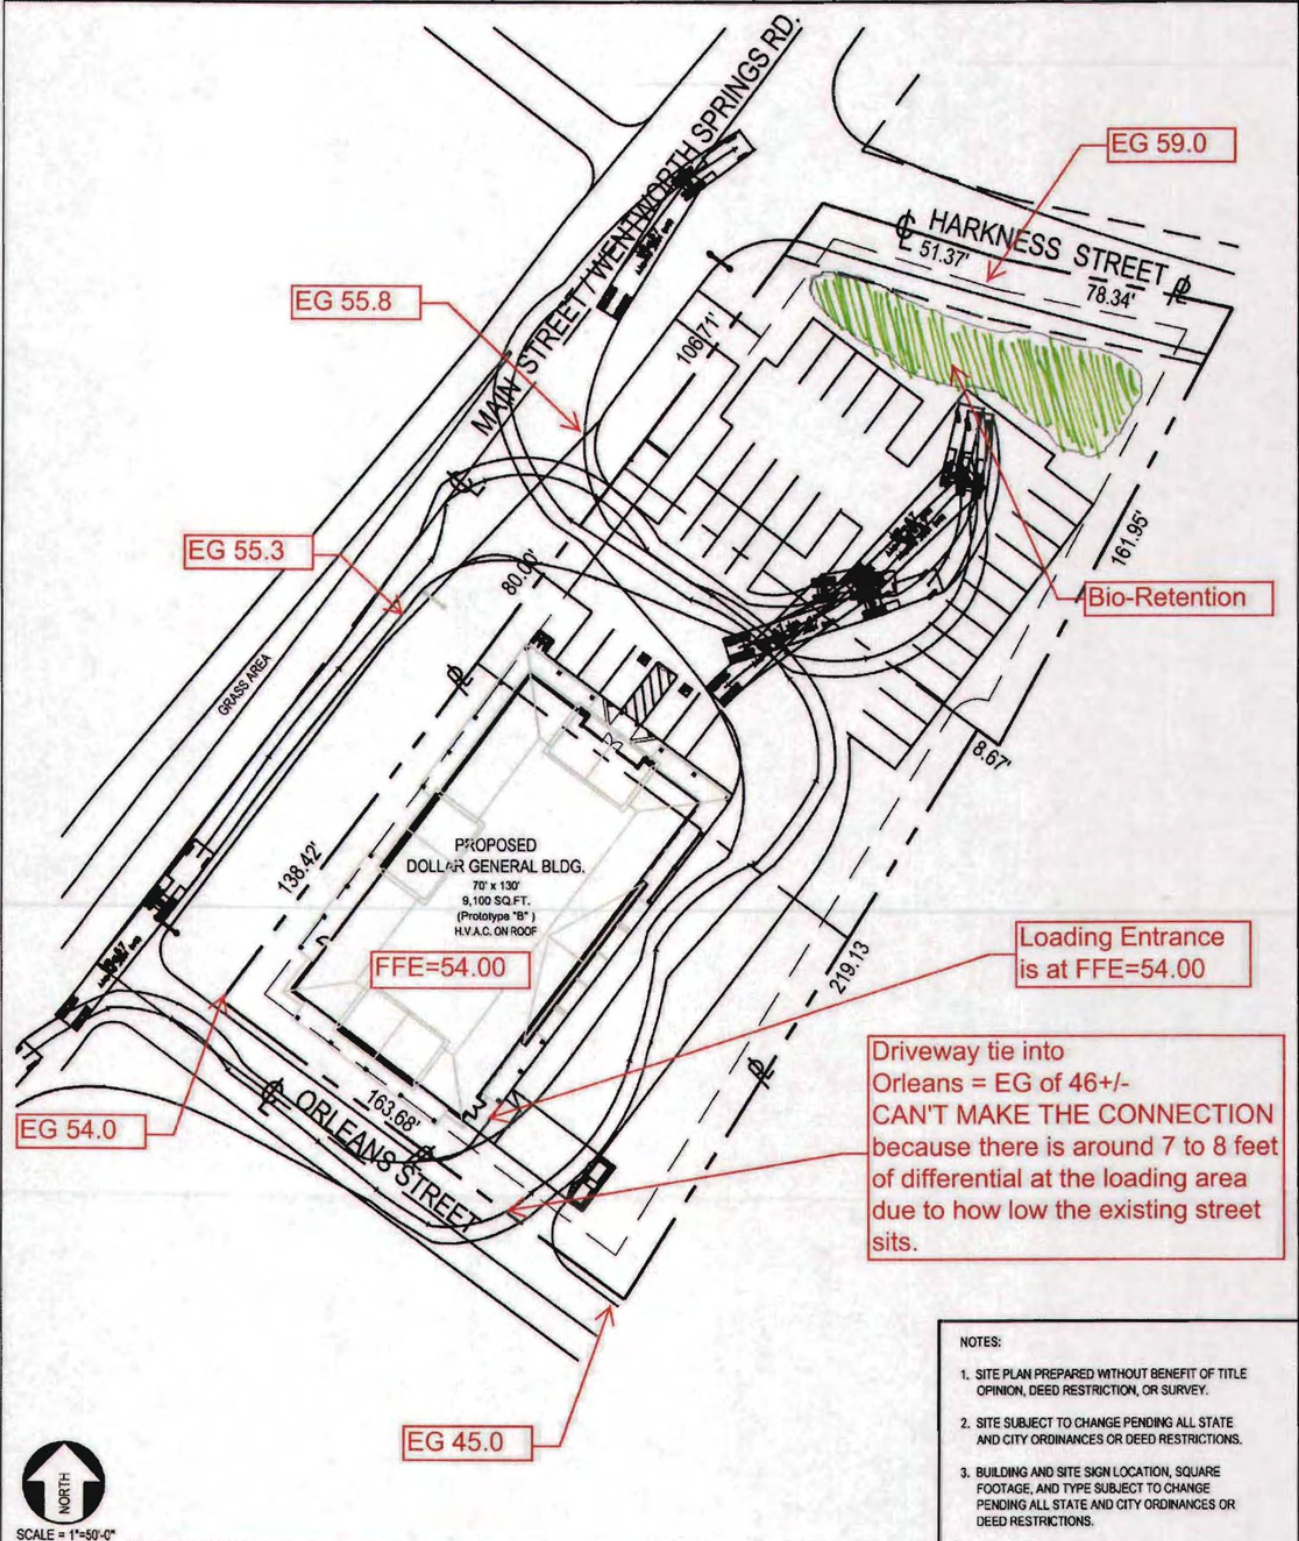 MAIN STREET / WENTWORTH SPRINGS RD.
EG 59.0
HARKNESS STREET
51.37'
78.34'
EG 55.8
106.71'
EG 55.3
80.00'
161.95'
Bio-Retention
GRASS AREA
8.67'
138.42'
PROPOSED
DOLLAR GENERAL BLDG.
70' x 130'
9,100 SQ.FT.
(Prototype "B" )
H.V.A.C. ON ROOF
FFE=54.00
Loading Entrance
is at FFE=54.00
219.13
Driveway tie into
Orleans = EG of 46+/-
CAN'T MAKE THE CONNECTION
because there is around 7 to 8 feet
of differential at the loading area
due to how low the existing street
sits.
EG 54.0
163.68'
ORLEANS STREET
EG 45.0
NORTH
SCALE = 1"=50'-0"
NOTES:
1. SITE PLAN PREPARED WITHOUT BENEFIT OF TITLE
OPINION, DEED RESTRICTION, OR SURVEY.
2. SITE SUBJECT TO CHANGE PENDING ALL STATE
AND CITY ORDINANCES OR DEED RESTRICTIONS.
3. BUILDING AND SITE SIGN LOCATION, SQUARE
FOOTAGE, AND TYPE SUBJECT TO CHANGE
PENDING ALL STATE AND CITY ORDINANCES OR
DEED RESTRICTIONS.